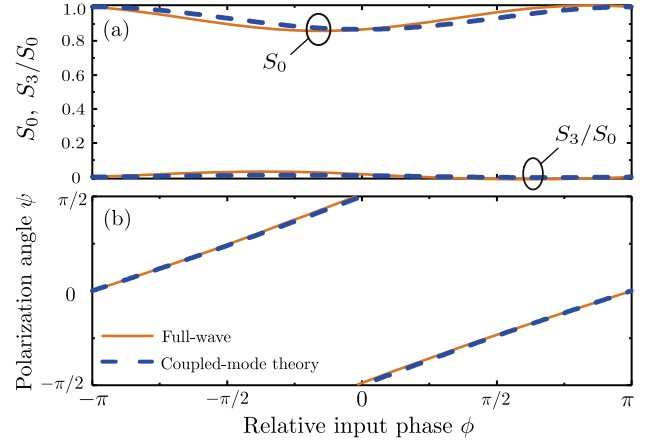 1.0
(a)
0.8
S₀
0.6
0.4
S₃/S₀
0.2
0
S₀, S₃/S₀
π/2
(b)
0
Full-wave
Coupled-mode theory
−π/2
Polarization angle ψ
−π −π/2 0 π/2 π
Relative input phase ϕ